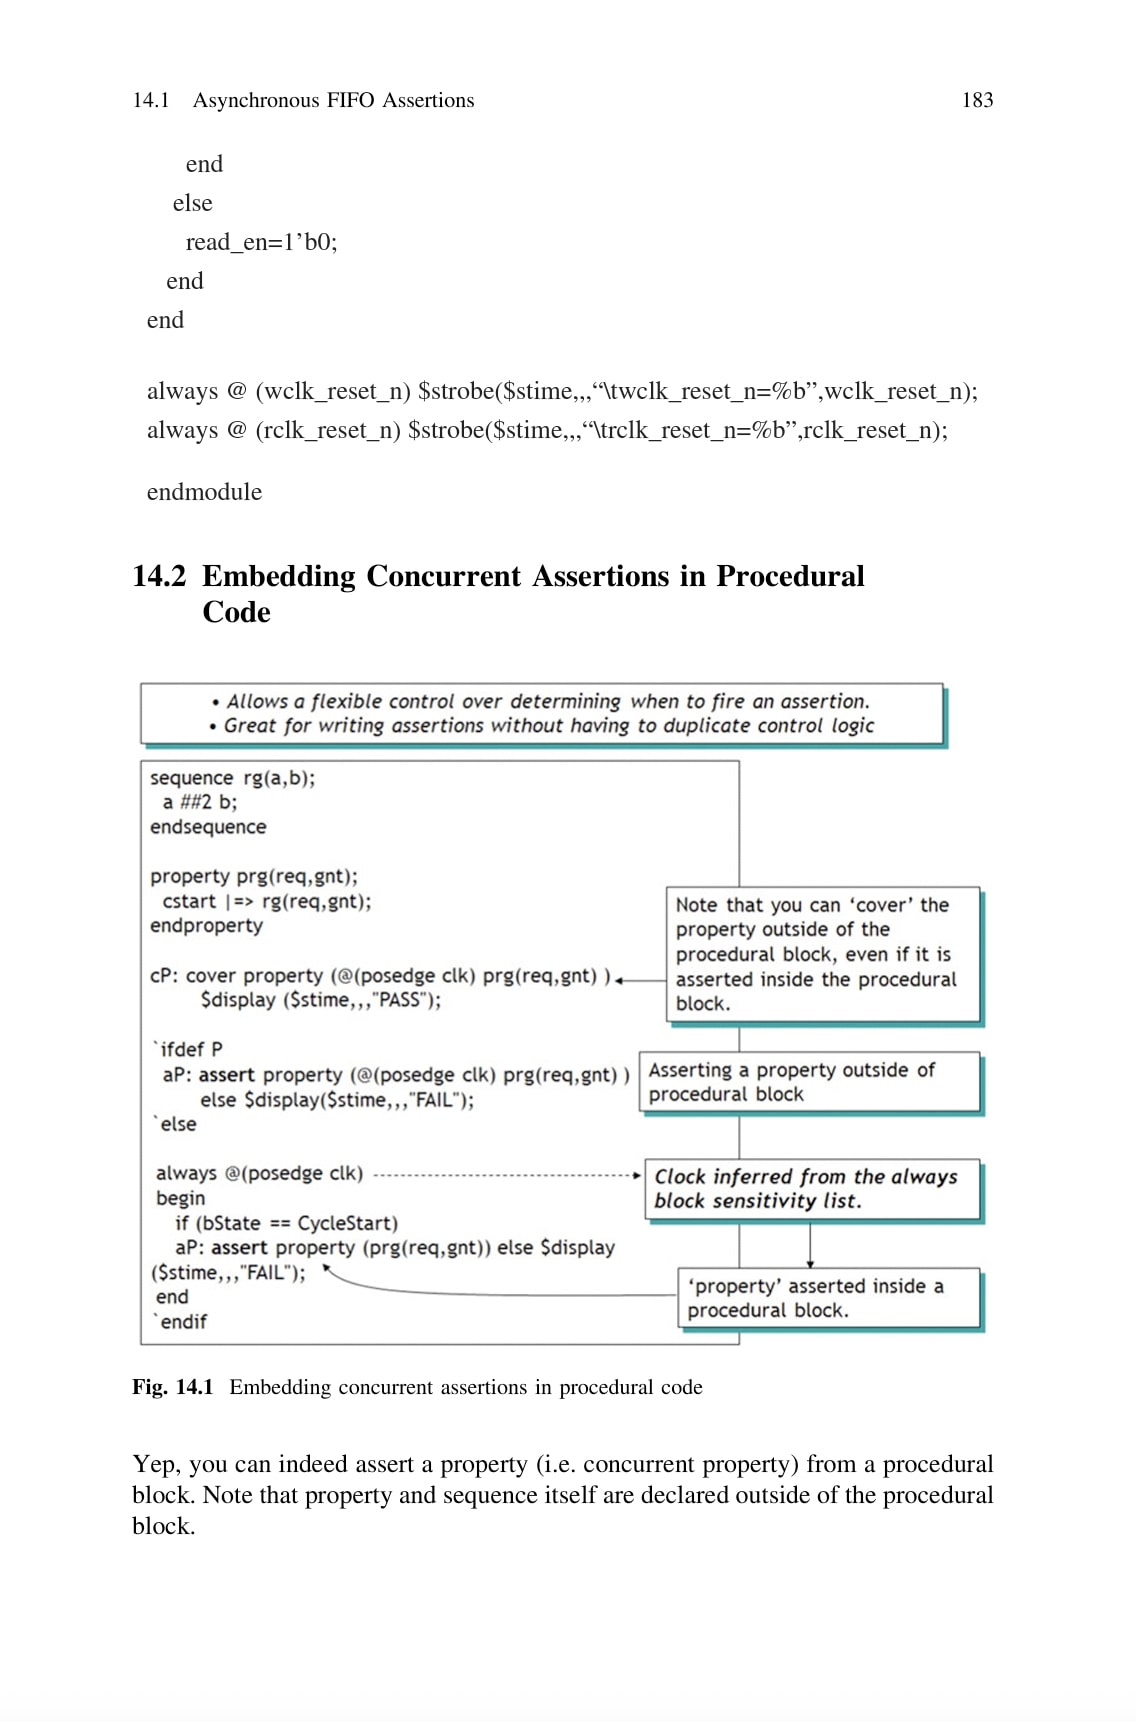 14.1 Asynchronous FIFO Assertions 183
end
else
read_en=1’b0;
end
end
always @ (wclk_reset_n) $strobe($stime,,,“\twclk_reset_n=%b”,wclk_reset_n);
always @ (rclk_reset_n) $strobe($stime,,,“\trclk_reset_n=%b”,rclk_reset_n);
endmodule
14.2 Embedding Concurrent Assertions in Procedural
Code
• Allows a flexible control over determining when to fire an assertion.
• Great for writing assertions without having to duplicate control logic
sequence rg(a,b);
a ##2 b;
endsequence
property prg(req,gnt);
cstart |=> rg(req,gnt);
endproperty
cP: cover property (@(posedge clk) prg(req,gnt) )
$display ($stime,,,"PASS");
Note that you can ‘cover’ the
property outside of the
procedural block, even if it is
asserted inside the procedural
block.
`ifdef P
aP: assert property (@(posedge clk) prg(req,gnt) )
else $display($stime,,,"FAIL");
`else
Asserting a property outside of
procedural block
always @(posedge clk)
begin
if (bState == CycleStart)
aP: assert property (prg(req,gnt)) else $display
($stime,,,"FAIL");
end
`endif
Clock inferred from the always
block sensitivity list.
‘property’ asserted inside a
procedural block.
Fig. 14.1 Embedding concurrent assertions in procedural code
Yep, you can indeed assert a property (i.e. concurrent property) from a procedural
block. Note that property and sequence itself are declared outside of the procedural
block.